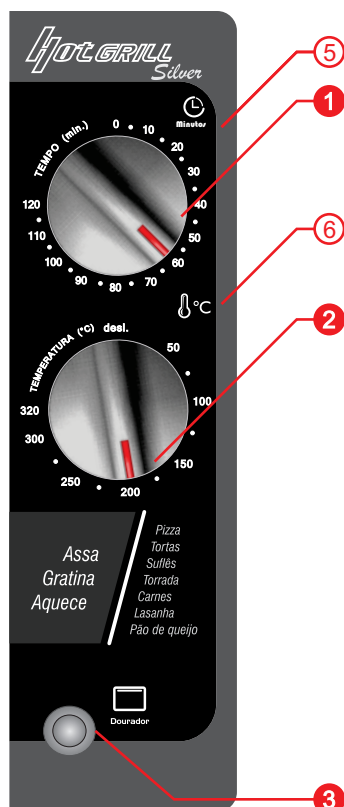 HotGRILL
Silver
5
1
Minutos
TEMPO (min.)
0
10
20
30
40
50
60
70
80
90
100
110
120
6
°C
2
TEMPERATURA (°C)
desl.
50
100
150
200
250
300
320
Assa
Gratina
Aquece
Pizza
Tortas
Suflês
Torrada
Carnes
Lasanha
Pão de queijo
Dourador
3